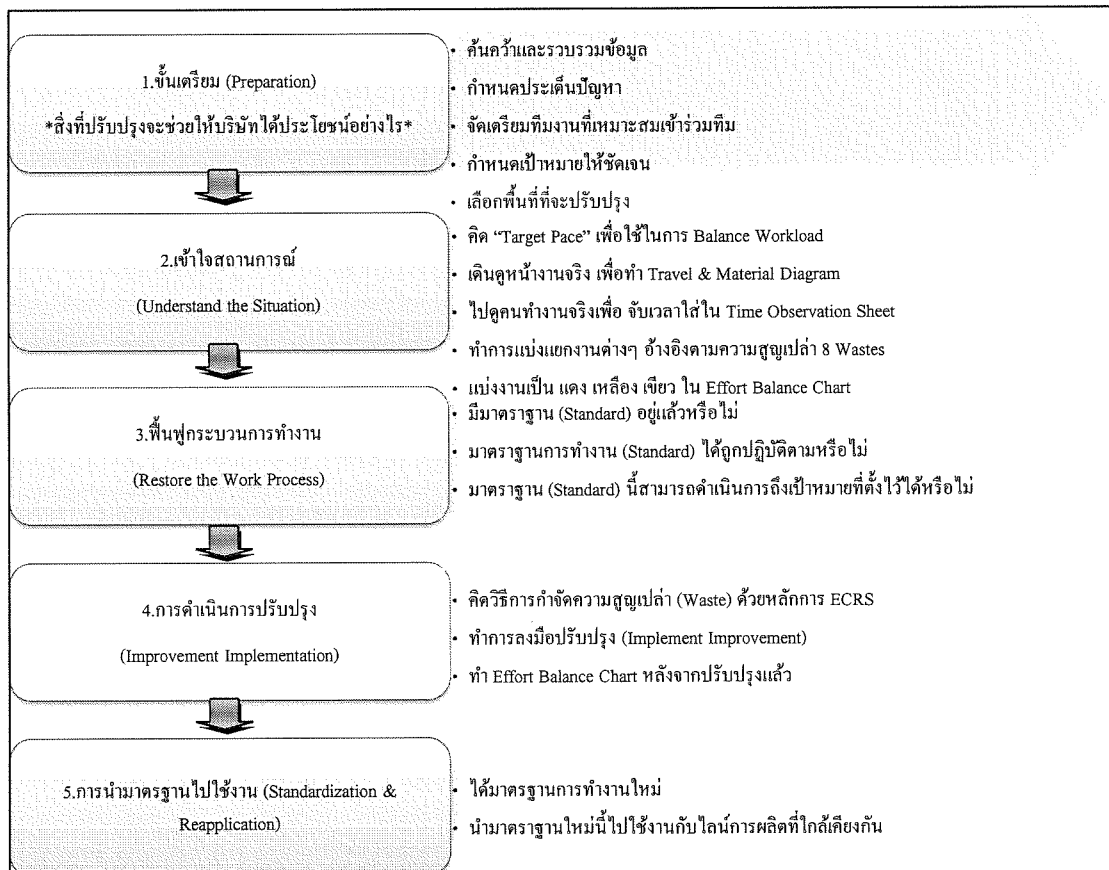 1.ขั้นเตรียม (Preparation)
*สิ่งที่ปรับปรุงจะช่วยให้บริษัทได้ประโยชน์อย่างไร*
• ค้นคว้าและรวบรวมข้อมูล
• กำหนดประเด็นปัญหา
• จัดเตรียมทีมงานที่เหมาะสมเข้าร่วมทีม
• กำหนดเป้าหมายให้ชัดเจน
• เลือกพื้นที่ที่จะปรับปรุง
2.เข้าใจสถานการณ์
(Understand the Situation)
• คิด “Target Pace” เพื่อใช้ในการ Balance Workload
• เดินดูหน้างานจริง เพื่อทำ Travel & Material Diagram
• ไปดูคนทำงานจริงเพื่อ จับเวลาใส่ใน Time Observation Sheet
• ทำการแบ่งแยกงานต่างๆ อ้างอิงตามความสูญเปล่า 8 Wastes
• แบ่งงานเป็น แดง เหลือง เขียว ใน Effort Balance Chart
3.ฟื้นฟูกระบวนการทำงาน
(Restore the Work Process)
• มีมาตราฐาน (Standard) อยู่แล้วหรือไม่
• มาตราฐานการทำงาน (Standard) ได้ถูกปฏิบัติตามหรือไม่
• มาตราฐาน (Standard) นี้สามารถดำเนินการถึงเป้าหมายที่ตั้งไว้ได้หรือไม่
4.การดำเนินการปรับปรุง
(Improvement Implementation)
• คิดวิธีการกำจัดความสูญเปล่า (Waste) ด้วยหลักการ ECRS
• ทำการลงมือปรับปรุง (Implement Improvement)
• ทำ Effort Balance Chart หลังจากปรับปรุงแล้ว
5.การนำมาตรฐานไปใช้งาน (Standardization &
Reapplication)
• ได้มาตรฐานการทำงานใหม่
• นำมาตราฐานใหม่นี้ไปใช้งานกับไลน์การผลิตที่ใกล้เคียงกัน